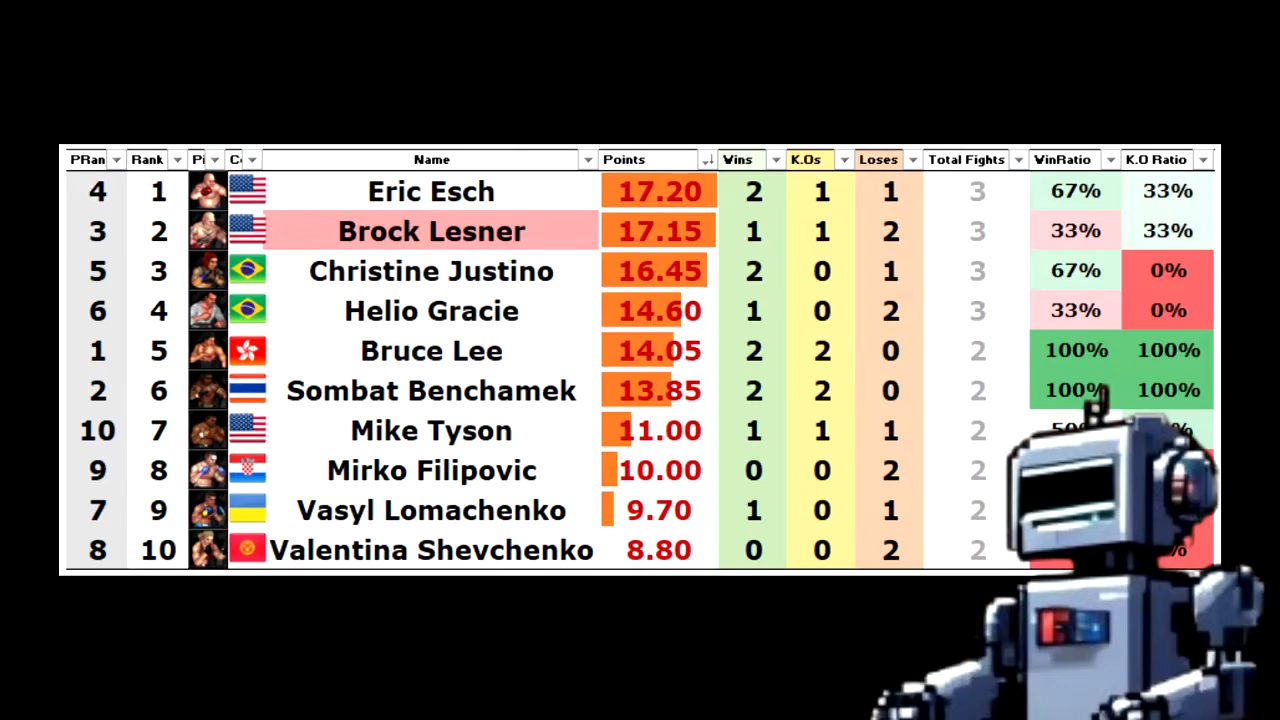 PRan Rank Pi Co Name Points Wins K.Os Loses Total Fights WinRatio K.O Ratio
4 1 Eric Esch 17.20 2 1 1 3 67% 33%
3 2 Brock Lesner 17.15 1 1 2 3 33% 33%
5 3 Christine Justino 16.45 2 0 1 3 67% 0%
6 4 Helio Gracie 14.60 1 0 2 3 33% 0%
1 5 Bruce Lee 14.05 2 2 0 2 100% 100%
2 6 Sombat Benchamek 13.85 2 2 0 2 100% 100%
10 7 Mike Tyson 11.00 1 1 1 2
9 8 Mirko Filipovic 10.00 0 0 2 2
7 9 Vasyl Lomachenko 9.70 1 0 1 2
8 10 Valentina Shevchenko 8.80 0 0 2 2